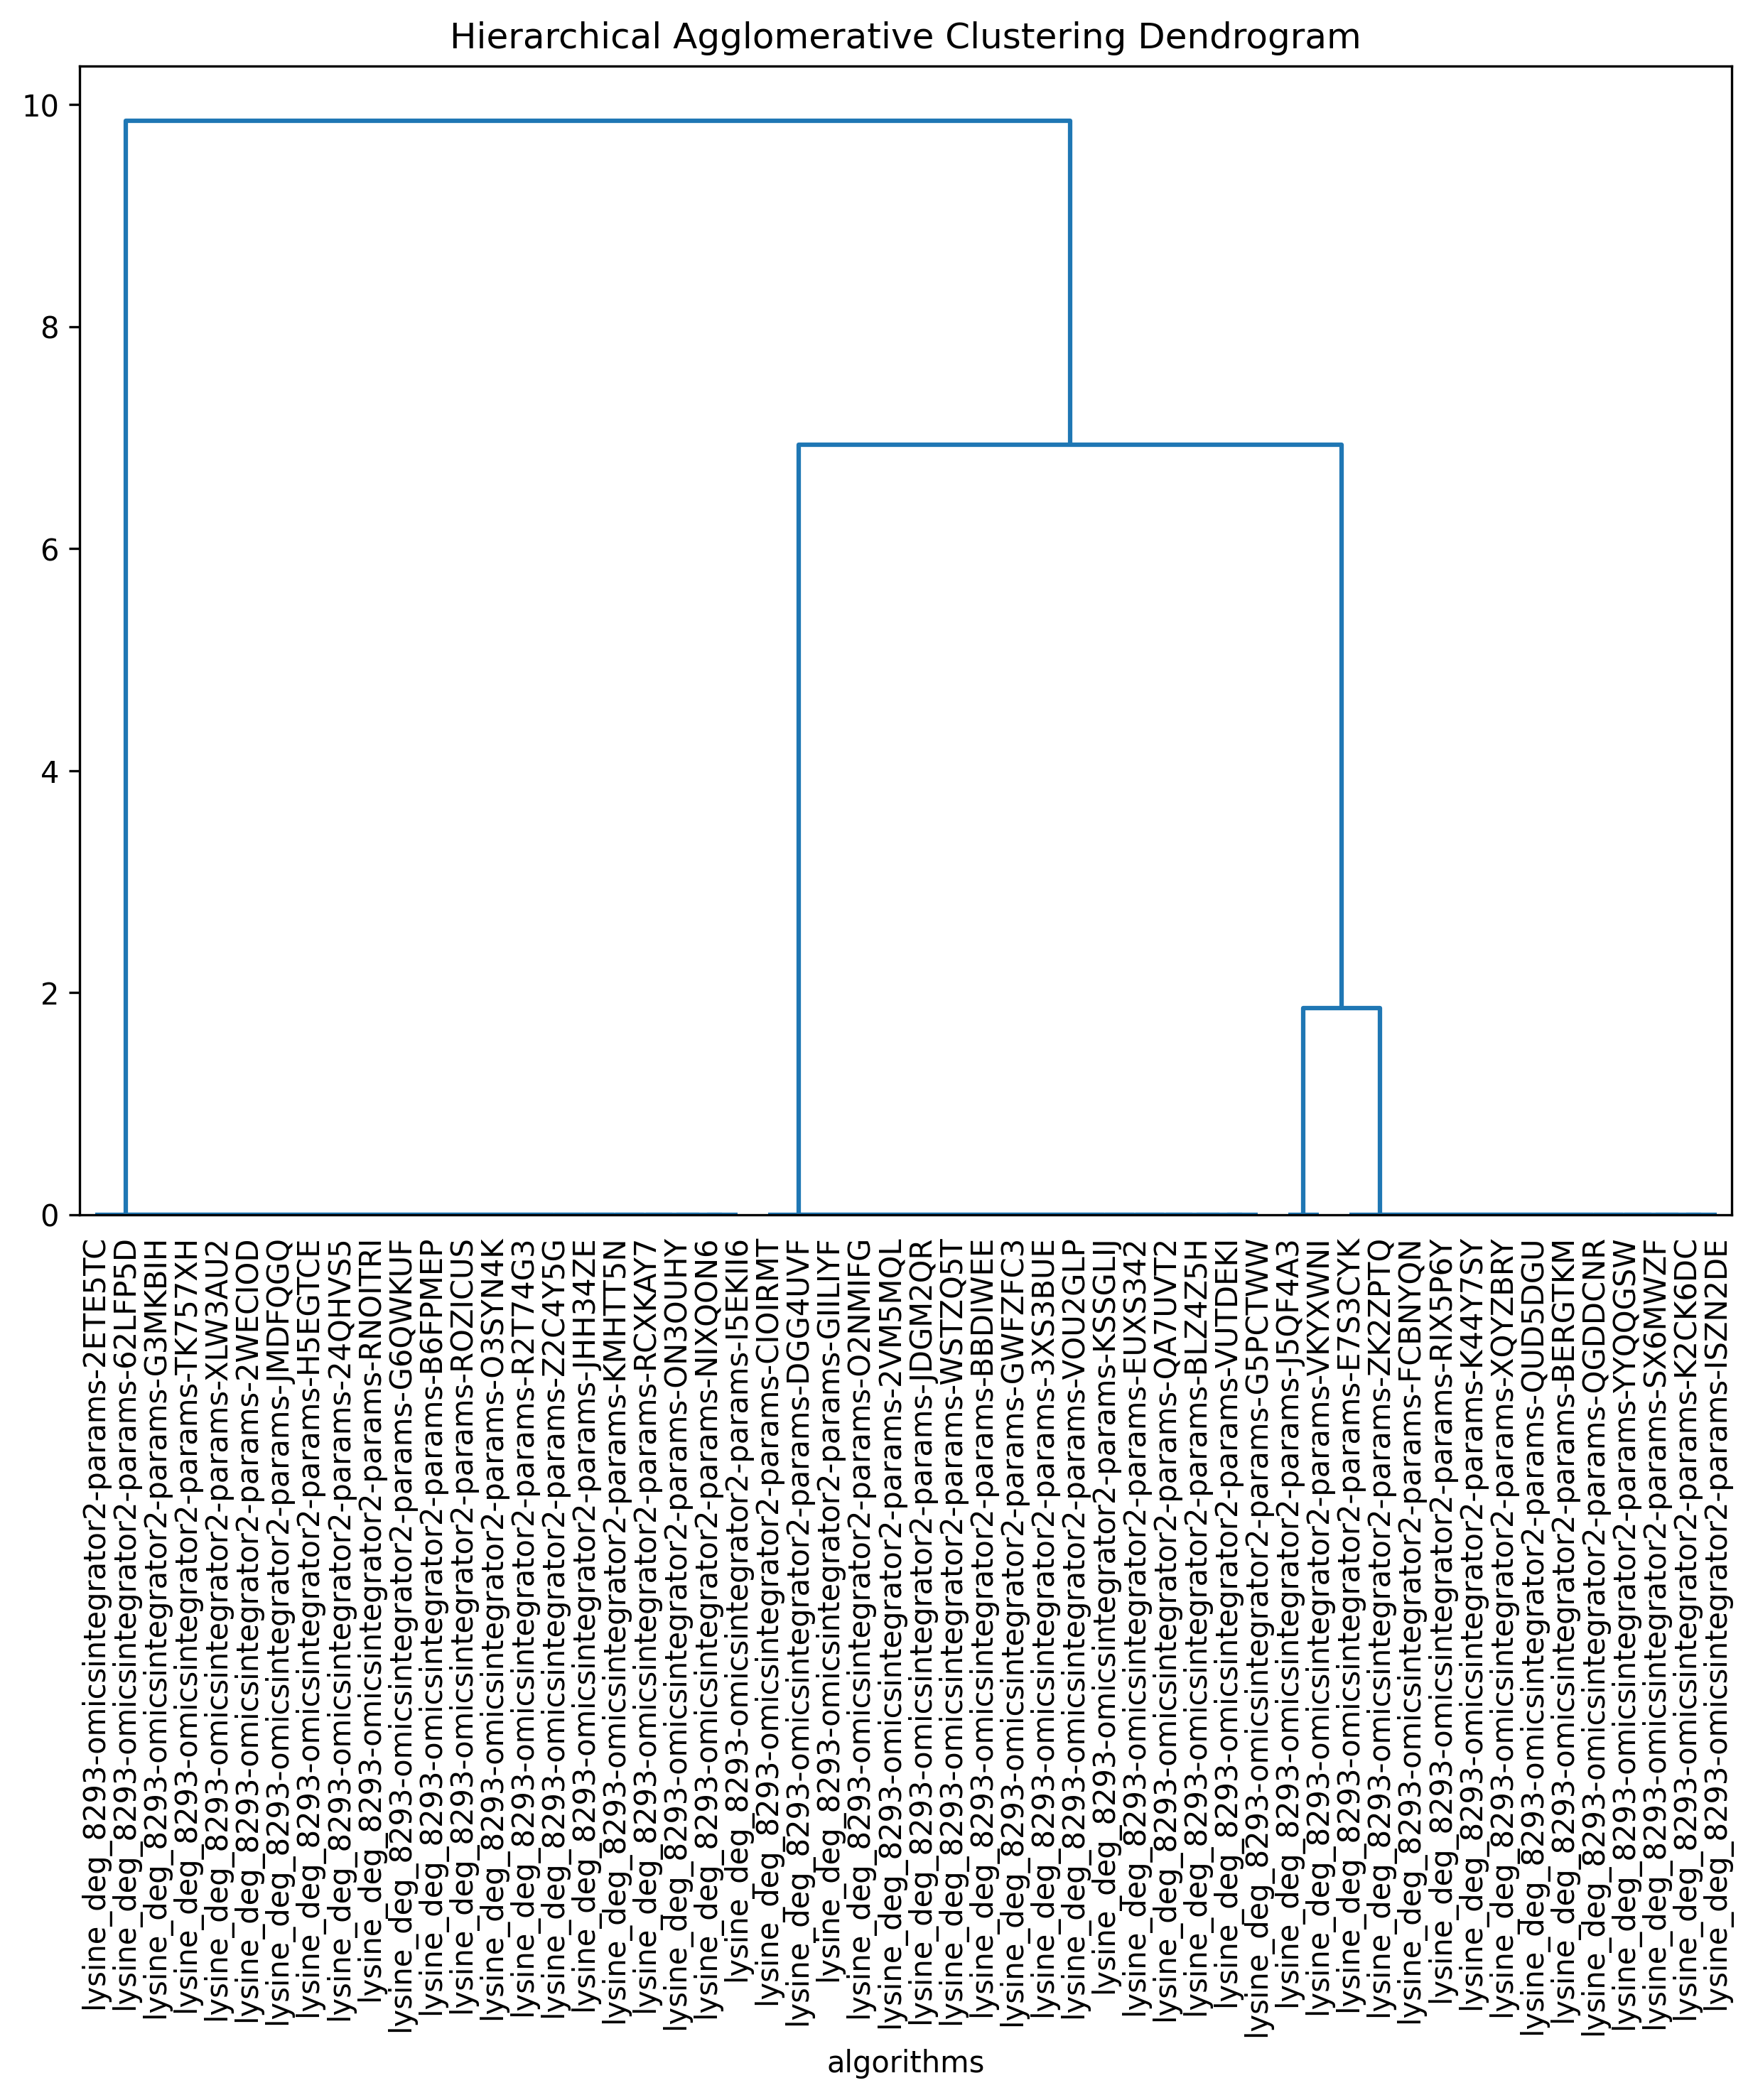 Hierarchical Agglomerative Clustering Dendrogram
10
8
6
4
2
0
lysine_deg_8293-omicsintegrator2-params-2ETE5TC
lysine_deg_8293-omicsintegrator2-params-62LFP5D
lysine_deg_8293-omicsintegrator2-params-G3MKBIH
lysine_deg_8293-omicsintegrator2-params-TK757XH
lysine_deg_8293-omicsintegrator2-params-XLW3AU2
lysine_deg_8293-omicsintegrator2-params-2WECIOD
lysine_deg_8293-omicsintegrator2-params-JMDFQGQ
lysine_deg_8293-omicsintegrator2-params-H5EGTCE
lysine_deg_8293-omicsintegrator2-params-24QHVS5
lysine_deg_8293-omicsintegrator2-params-RNOITRI
lysine_deg_8293-omicsintegrator2-params-G6QWKUF
lysine_deg_8293-omicsintegrator2-params-B6FPMEP
lysine_deg_8293-omicsintegrator2-params-ROZICUS
lysine_deg_8293-omicsintegrator2-params-O3SYN4K
lysine_deg_8293-omicsintegrator2-params-R2T74G3
lysine_deg_8293-omicsintegrator2-params-Z2C4Y5G
lysine_deg_8293-omicsintegrator2-params-JHH34ZE
lysine_deg_8293-omicsintegrator2-params-KMHTT5N
lysine_deg_8293-omicsintegrator2-params-RCXKAY7
lysine_deg_8293-omicsintegrator2-params-ON3OUHY
lysine_deg_8293-omicsintegrator2-params-NIXQON6
lysine_deg_8293-omicsintegrator2-params-I5EKII6
lysine_deg_8293-omicsintegrator2-params-CIOIRMT
lysine_deg_8293-omicsintegrator2-params-DGG4UVF
lysine_deg_8293-omicsintegrator2-params-GIILIYF
lysine_deg_8293-omicsintegrator2-params-O2NMIFG
lysine_deg_8293-omicsintegrator2-params-2VM5MQL
lysine_deg_8293-omicsintegrator2-params-JDGM2QR
lysine_deg_8293-omicsintegrator2-params-WSTZQ5T
lysine_deg_8293-omicsintegrator2-params-BBDIWEE
lysine_deg_8293-omicsintegrator2-params-GWFZFC3
lysine_deg_8293-omicsintegrator2-params-3XS3BUE
lysine_deg_8293-omicsintegrator2-params-VOU2GLP
lysine_deg_8293-omicsintegrator2-params-KSSGLIJ
lysine_deg_8293-omicsintegrator2-params-EUXS342
lysine_deg_8293-omicsintegrator2-params-QA7UVT2
lysine_deg_8293-omicsintegrator2-params-BLZ4Z5H
lysine_deg_8293-omicsintegrator2-params-VUTDEKI
lysine_deg_8293-omicsintegrator2-params-G5PCTWW
lysine_deg_8293-omicsintegrator2-params-J5QF4A3
lysine_deg_8293-omicsintegrator2-params-VKYXWNI
lysine_deg_8293-omicsintegrator2-params-E7S3CYK
lysine_deg_8293-omicsintegrator2-params-ZK2ZPTQ
lysine_deg_8293-omicsintegrator2-params-FCBNYQN
lysine_deg_8293-omicsintegrator2-params-RIX5P6Y
lysine_deg_8293-omicsintegrator2-params-K44Y7SY
lysine_deg_8293-omicsintegrator2-params-XQYZBRY
lysine_deg_8293-omicsintegrator2-params-QUD5DGU
lysine_deg_8293-omicsintegrator2-params-BERGTKM
lysine_deg_8293-omicsintegrator2-params-QGDDCNR
lysine_deg_8293-omicsintegrator2-params-YYQQGSW
lysine_deg_8293-omicsintegrator2-params-SX6MWZF
lysine_deg_8293-omicsintegrator2-params-K2CK6DC
lysine_deg_8293-omicsintegrator2-params-ISZN2DE
algorithms